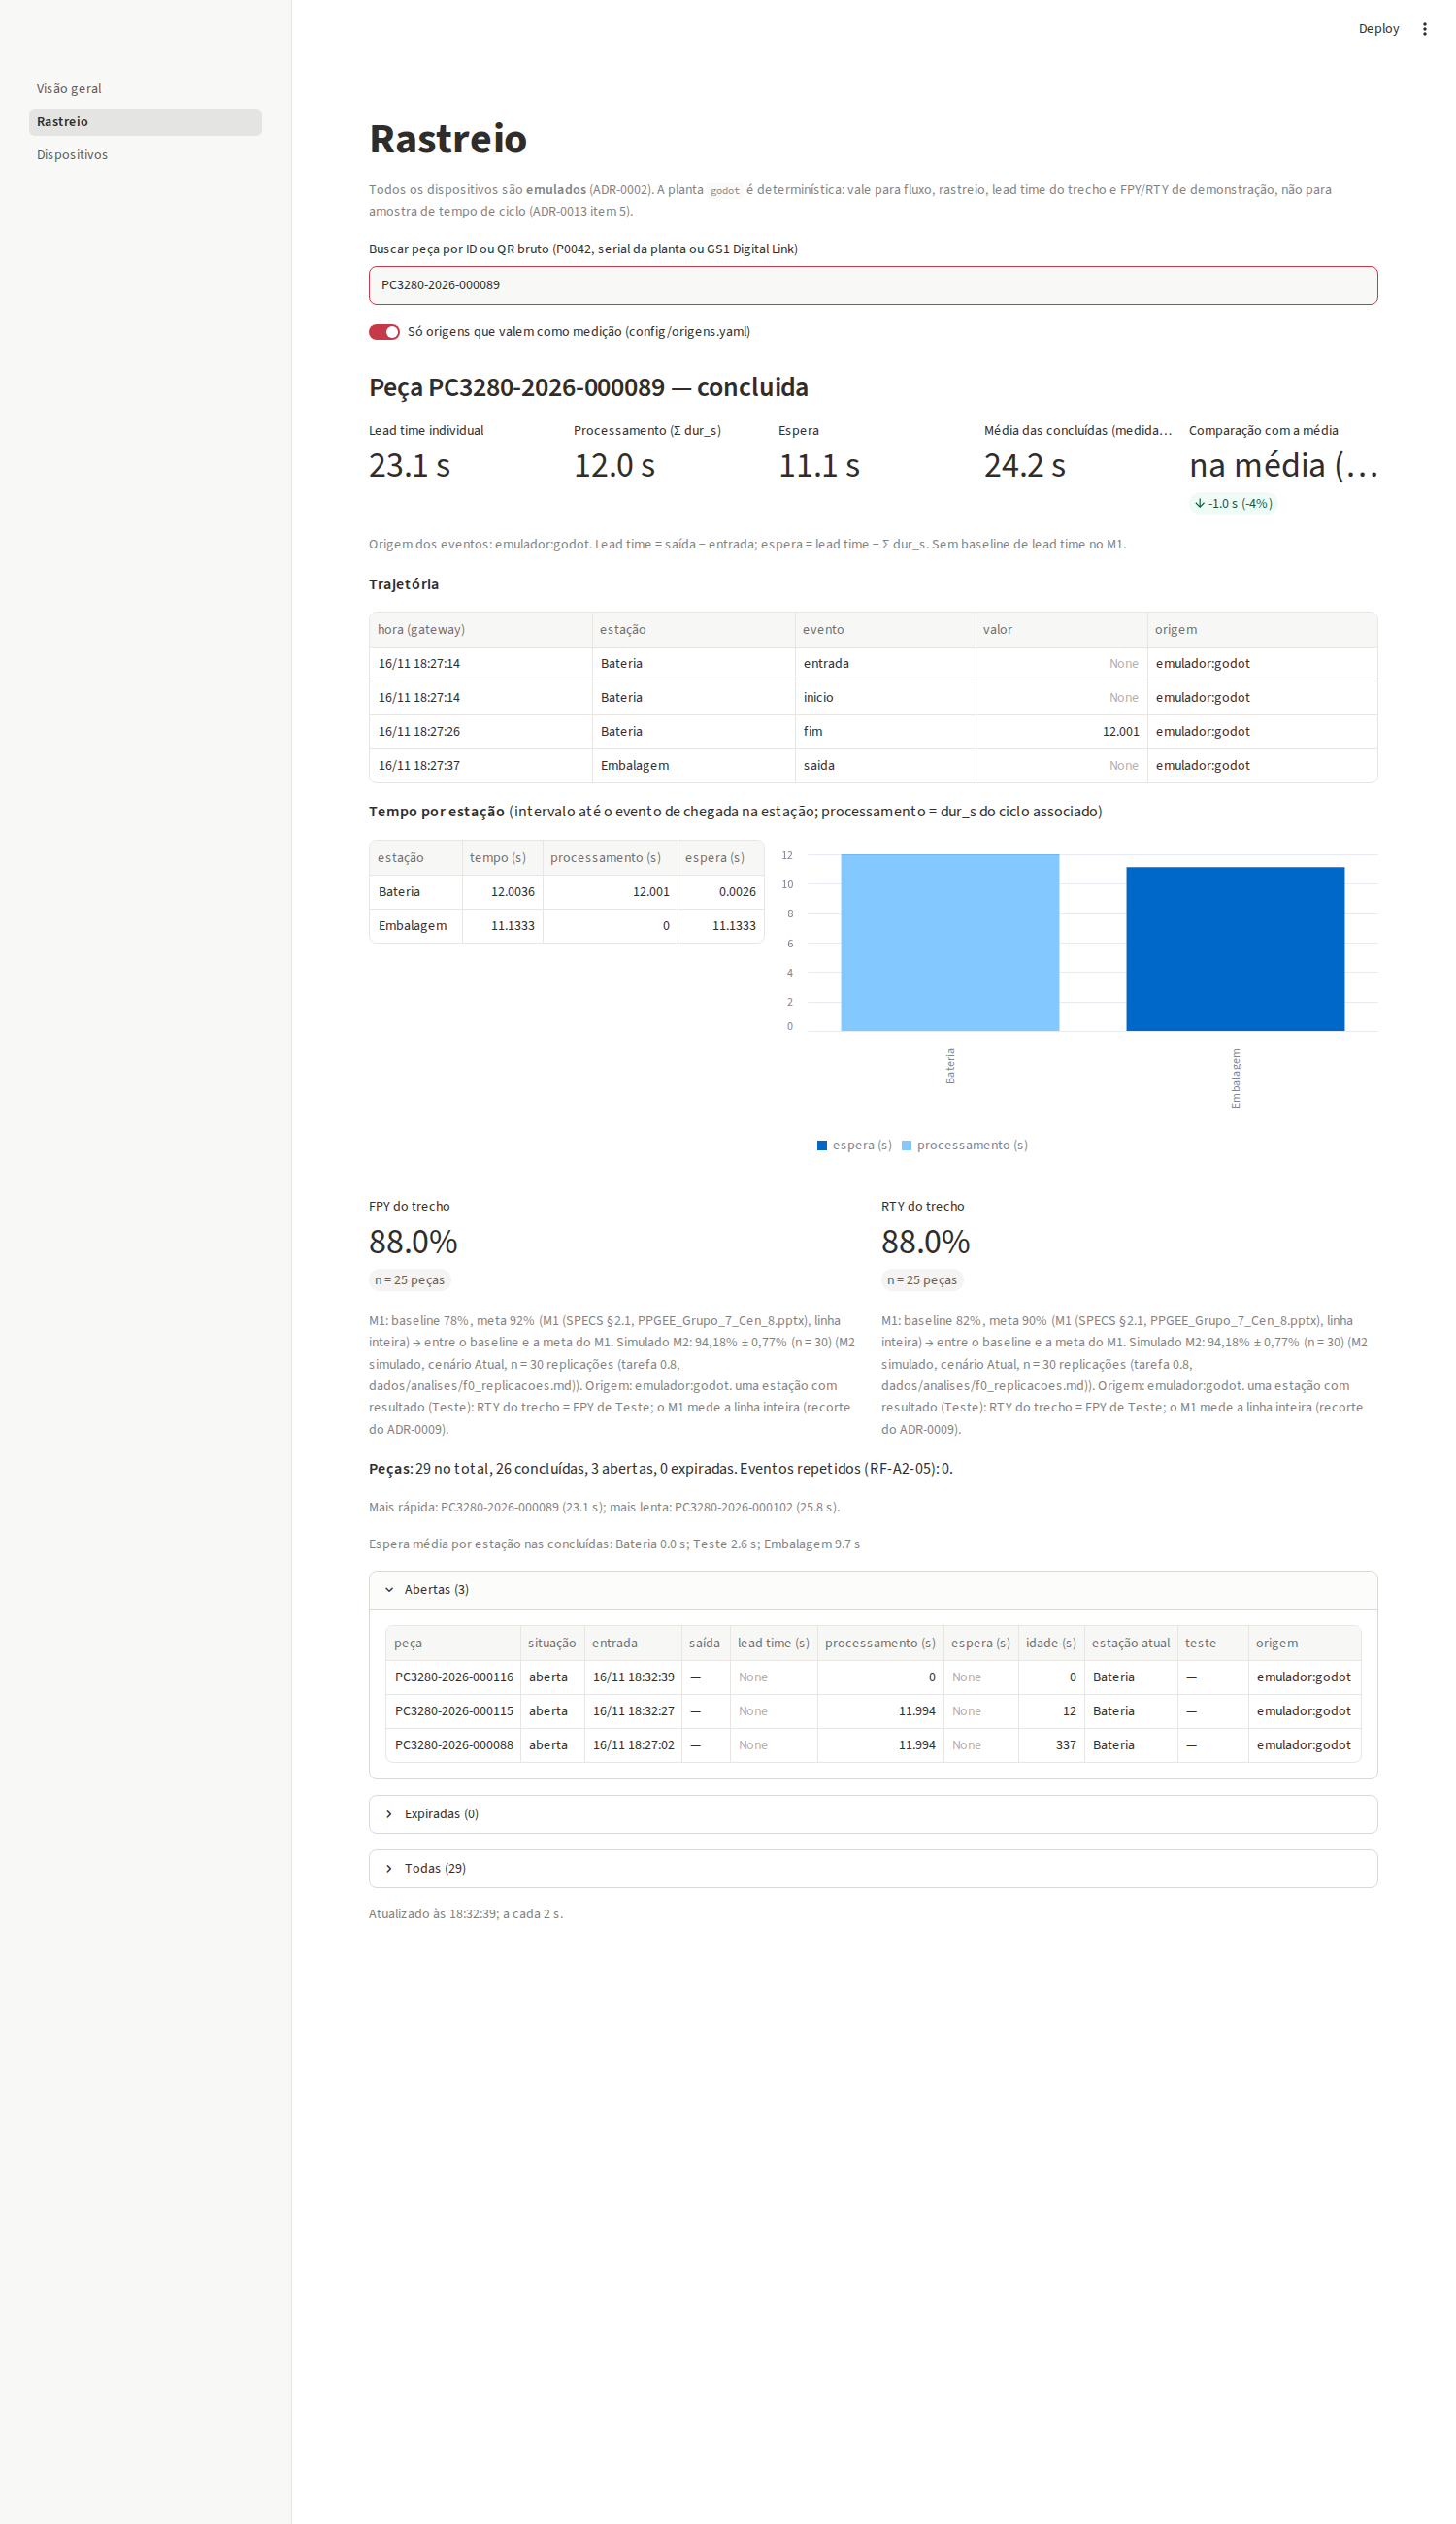 Deploy
Visão geral
Rastreio
Dispositivos
Rastreio
Todos os dispositivos são emulados (ADR-0002). A planta godot é determinística: vale para fluxo, rastreio, lead time do trecho e FPY/RTY de demonstração, não para
amostra de tempo de ciclo (ADR-0013 item 5).
Buscar peça por ID ou QR bruto (P0042, serial da planta ou GS1 Digital Link)
PC3280-2026-000089
Só origens que valem como medição (config/origens.yaml)
Peça PC3280-2026-000089 — concluida
Lead time individual Processamento (Σ dur_s) Espera Média das concluídas (medida… Comparação com a média
23.1 s 12.0 s 11.1 s 24.2 s na média (…
↓ -1.0 s (-4%)
Origem dos eventos: emulador:godot. Lead time = saída − entrada; espera = lead time − Σ dur_s. Sem baseline de lead time no M1.
Trajetória
hora (gateway) estação evento valor origem
16/11 18:27:14 Bateria entrada None emulador:godot
16/11 18:27:14 Bateria inicio None emulador:godot
16/11 18:27:26 Bateria fim 12.001 emulador:godot
16/11 18:27:37 Embalagem saida None emulador:godot
Tempo por estação (intervalo até o evento de chegada na estação; processamento = dur_s do ciclo associado)
estação tempo (s) processamento (s) espera (s)
Bateria 12.0036 12.001 0.0026
Embalagem 11.1333 0 11.1333
12
10
8
6
4
2
0
Bateria
Embalagem
espera (s) processamento (s)
FPY do trecho
88.0%
n = 25 peças
M1: baseline 78%, meta 92% (M1 (SPECS §2.1, PPGEE_Grupo_7_Cen_8.pptx), linha
inteira) → entre o baseline e a meta do M1. Simulado M2: 94,18% ± 0,77% (n = 30) (M2
simulado, cenário Atual, n = 30 replicações (tarefa 0.8,
dados/analises/f0_replicacoes.md)). Origem: emulador:godot. uma estação com
resultado (Teste): RTY do trecho = FPY de Teste; o M1 mede a linha inteira (recorte
do ADR-0009).
RTY do trecho
88.0%
n = 25 peças
M1: baseline 82%, meta 90% (M1 (SPECS §2.1, PPGEE_Grupo_7_Cen_8.pptx), linha
inteira) → entre o baseline e a meta do M1. Simulado M2: 94,18% ± 0,77% (n = 30) (M2
simulado, cenário Atual, n = 30 replicações (tarefa 0.8,
dados/analises/f0_replicacoes.md)). Origem: emulador:godot. uma estação com
resultado (Teste): RTY do trecho = FPY de Teste; o M1 mede a linha inteira (recorte
do ADR-0009).
Peças: 29 no total, 26 concluídas, 3 abertas, 0 expiradas. Eventos repetidos (RF-A2-05): 0.
Mais rápida: PC3280-2026-000089 (23.1 s); mais lenta: PC3280-2026-000102 (25.8 s).
Espera média por estação nas concluídas: Bateria 0.0 s; Teste 2.6 s; Embalagem 9.7 s
Abertas (3)
peça situação entrada saída lead time (s) processamento (s) espera (s) idade (s) estação atual teste origem
PC3280-2026-000116 aberta 16/11 18:32:39 — None 0 None 0 Bateria — emulador:godot
PC3280-2026-000115 aberta 16/11 18:32:27 — None 11.994 None 12 Bateria — emulador:godot
PC3280-2026-000088 aberta 16/11 18:27:02 — None 11.994 None 337 Bateria — emulador:godot
Expiradas (0)
Todas (29)
Atualizado às 18:32:39; a cada 2 s.